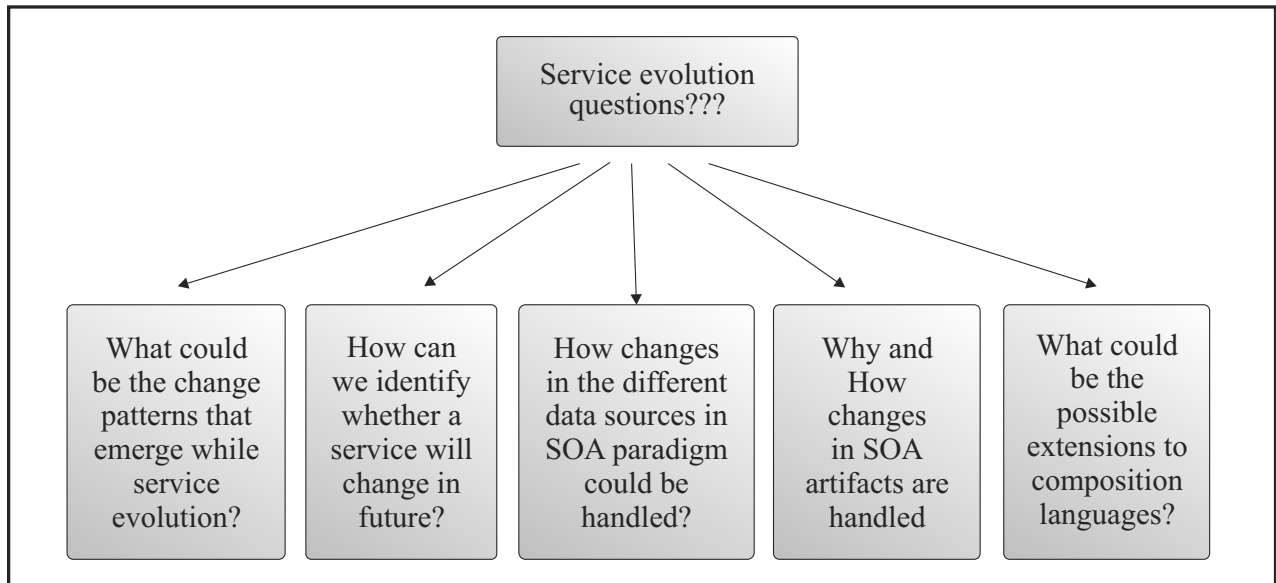 Service evolution
questions???
What could
be the change
patterns that
emerge while
service
evolution?
How can
we identify
whether a
service will
change in
future?
How changes
in the different
data sources in
SOA paradigm
could be
handled?
Why and
How
changes
in SOA
artifacts are
handled
What could
be the
possible
extensions to
composition
languages?